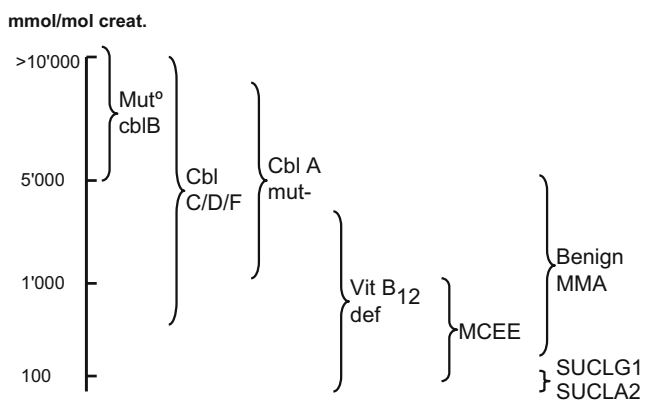 mmol/mol creat.
>10'000
Mutº
cblB
5'000
Cbl
C/D/F
Cbl A
mut-
1'000
Vit B12
def
MCEE
Benign
MMA
100
SUCLG1
SUCLA2